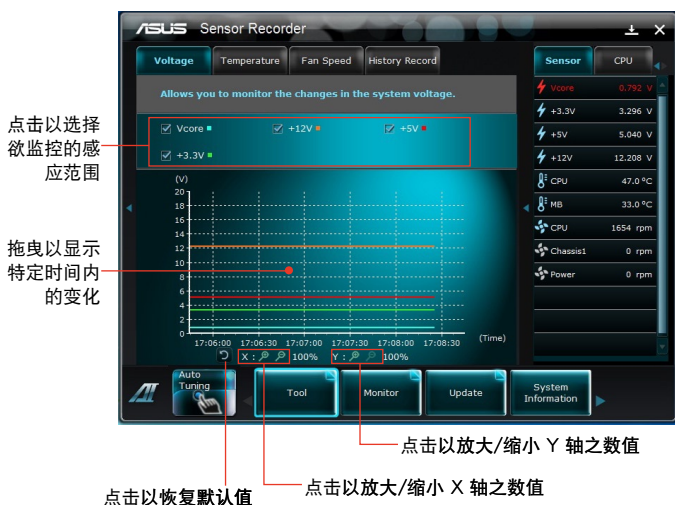 ASUS Sensor Recorder
Voltage Temperature Fan Speed History Record
Allows you to monitor the changes in the system voltage.
Vcore +12V +5V
+3.3V
点击以选择
欲监控的感
应范围
拖曳以显示
特定时间内
的变化
(V)
20
18
16
14
12
10
8
6
4
2
0
17:06:00 17:06:30 17:07:00 17:07:30 17:08:00 17:08:30
(Time)
X : 100% Y : 100%
Sensor CPU
Vcore 0.792 V
+3.3V 3.296 V
+5V 5.040 V
+12V 12.208 V
CPU 47.0 °C
MB 33.0 °C
CPU 1654 rpm
Chassis1 0 rpm
Power 0 rpm
Auto
Tuning
Tool
Monitor
Update
System
Information
点击以放大/缩小 Y 轴之数值
点击以放大/缩小 X 轴之数值
点击以恢复默认值